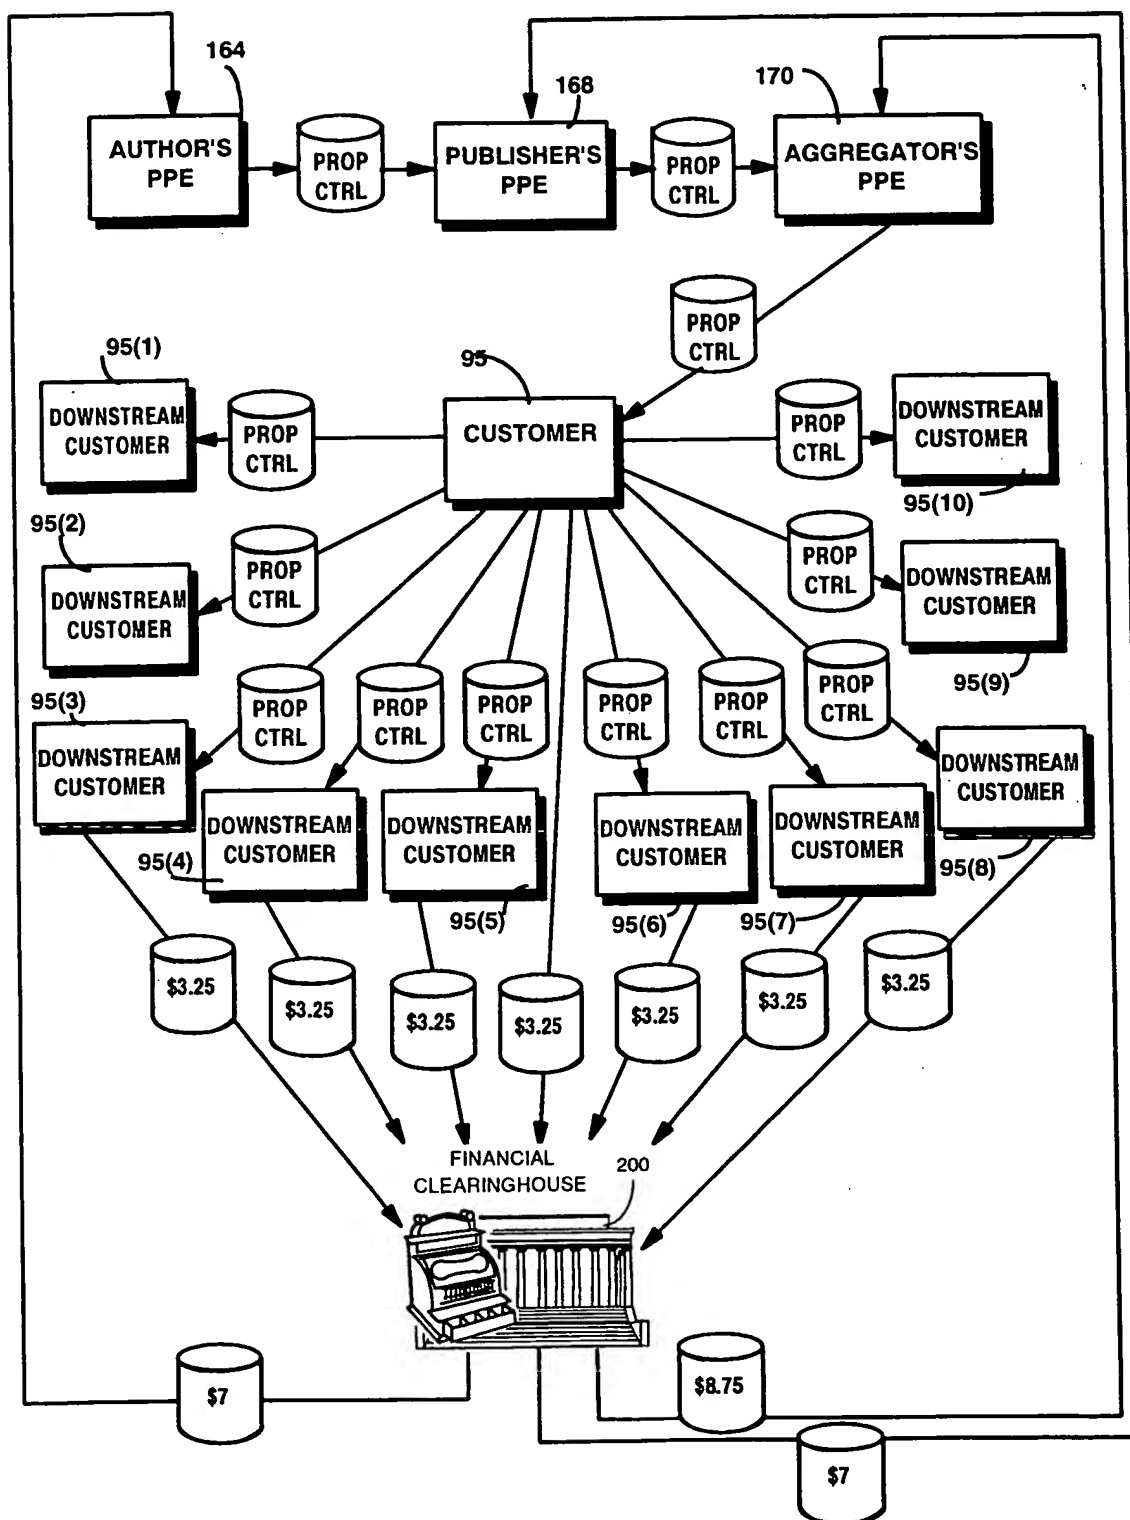 164
168
170
AUTHOR'S
PPE
PROP
CTRL
PUBLISHER'S
PPE
PROP
CTRL
AGGREGATOR'S
PPE
PROP
CTRL
95(1)
95
DOWNSTREAM
CUSTOMER
PROP
CTRL
CUSTOMER
PROP
CTRL
DOWNSTREAM
CUSTOMER
95(10)
95(2)
DOWNSTREAM
CUSTOMER
PROP
CTRL
PROP
CTRL
DOWNSTREAM
CUSTOMER
95(9)
95(3)
DOWNSTREAM
CUSTOMER
PROP
CTRL
PROP
CTRL
PROP
CTRL
PROP
CTRL
PROP
CTRL
PROP
CTRL
DOWNSTREAM
CUSTOMER
95(8)
DOWNSTREAM
CUSTOMER
95(4)
DOWNSTREAM
CUSTOMER
95(5)
DOWNSTREAM
CUSTOMER
95(6)
DOWNSTREAM
CUSTOMER
95(7)
$3.25
$3.25
$3.25
$3.25
$3.25
$3.25
$3.25
FINANCIAL
CLEARINGHOUSE
200
$7
$8.75
$7